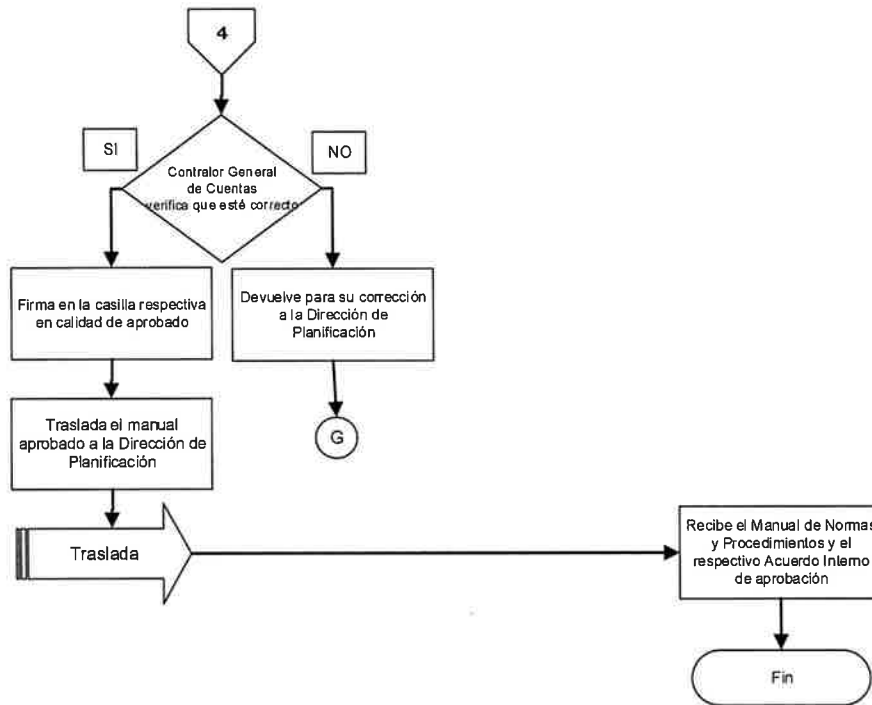 4
SI
NO
Contralor General
de Cuentas
verifica que esté correcto
Firma en la casilla respectiva
en calidad de aprobado
Devuelve para su corrección
a la Dirección de
Planificación
Traslada el manual
aprobado a la Dirección de
Planificación
G
Traslada
Recibe el Manual de Normas
y Procedimientos y el
respectivo Acuerdo Interno
de aprobación
Fin